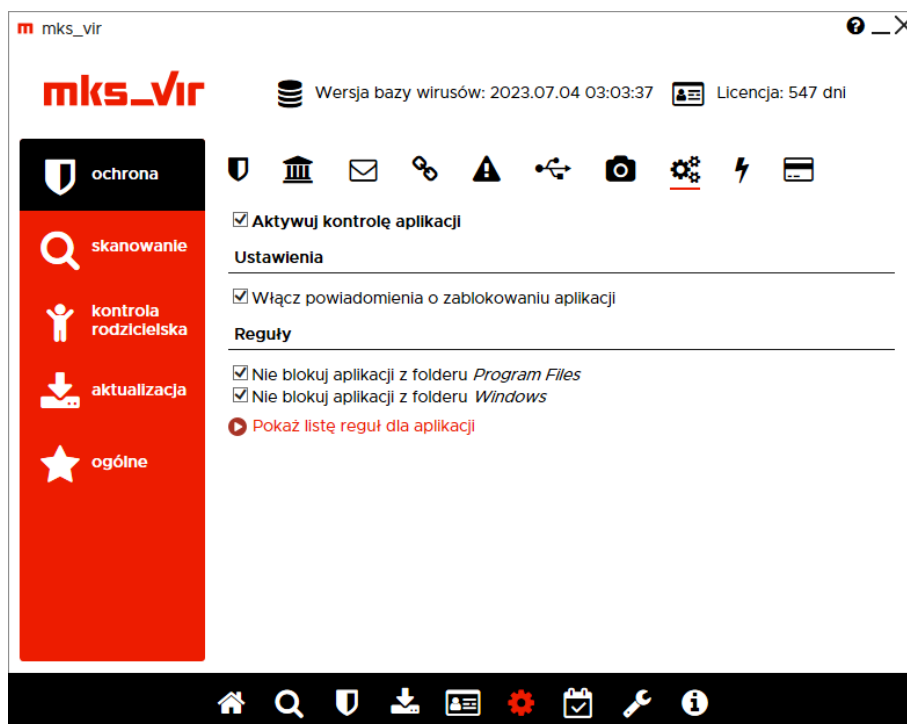 mks_vir
mks_vir
Wersja bazy wirusów: 2023.07.04 03:03:37
Licencja: 547 dni
ochrona
skanowanie
kontrola
rodzicielska
aktualizacja
ogólne
Aktywuj kontrolę aplikacji
Ustawienia
Włącz powiadomienia o zablokowaniu aplikacji
Reguły
Nie blokuj aplikacji z folderu Program Files
Nie blokuj aplikacji z folderu Windows
Pokaż listę reguł dla aplikacji